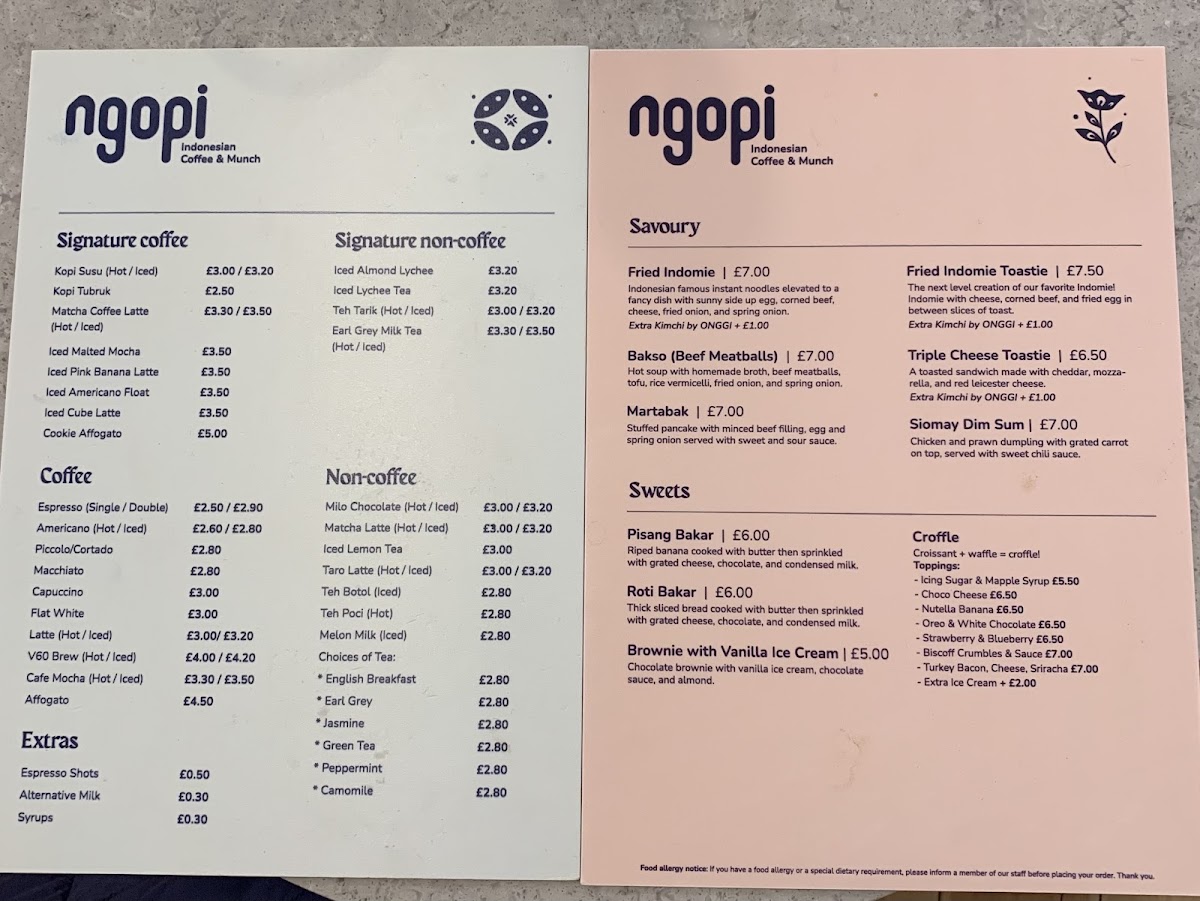 ngopi
Indonesian
Coffee & Munch
Signature coffee
Kopi Susu (Hot / Iced) £3.00 / £3.20
Kopi Tubruk £2.50
Matcha Coffee Latte £3.30 / £3.50
(Hot / Iced)
Iced Malted Mocha £3.50
Iced Pink Banana Latte £3.50
Iced Americano Float £3.50
Iced Cube Latte £3.50
Cookie Affogato £5.00
Signature non-coffee
Iced Almond Lychee £3.20
Iced Lychee Tea £3.20
Teh Tarik (Hot / Iced) £3.00 / £3.20
Earl Grey Milk Tea £3.30 / £3.50
(Hot / Iced)
Coffee
Espresso (Single / Double) £2.50 / £2.90
Americano (Hot / Iced) £2.60 / £2.80
Piccolo/Cortado £2.80
Macchiato £2.80
Capuccino £3.00
Flat White £3.00
Latte (Hot / Iced) £3.00/ £3.20
V60 Brew (Hot / Iced) £4.00 / £4.20
Cafe Mocha (Hot / Iced) £3.30 / £3.50
Affogato £4.50
Extras
Espresso Shots £0.50
Alternative Milk £0.30
Syrups £0.30
Non-coffee
Milo Chocolate (Hot / Iced) £3.00 / £3.20
Matcha Latte (Hot / Iced) £3.00 / £3.20
Iced Lemon Tea £3.00
Taro Latte (Hot / Iced) £3.00 / £3.20
Teh Botol (Iced) £2.80
Teh Poci (Hot) £2.80
Melon Milk (Iced) £2.80
Choices of Tea:
* English Breakfast £2.80
* Earl Grey £2.80
* Jasmine £2.80
* Green Tea £2.80
* Peppermint £2.80
* Camomile £2.80
ngopi
Indonesian
Coffee & Munch
Savoury
Fried Indomie | £7.00
Indonesian famous instant noodles elevated to a
fancy dish with sunny side up egg, corned beef,
cheese, fried onion, and spring onion.
Extra Kimchi by ONGGI + £1.00
Bakso (Beef Meatballs) | £7.00
Hot soup with homemade broth, beef meatballs,
tofu, rice vermicelli, fried onion, and spring onion.
Martabak | £7.00
Stuffed pancake with minced beef filling, egg and
spring onion served with sweet and sour sauce.
Fried Indomie Toastie | £7.50
The next level creation of our favorite Indomie!
Indomie with cheese, corned beef, and fried egg in
between slices of toast.
Extra Kimchi by ONGGI + £1.00
Triple Cheese Toastie | £6.50
A toasted sandwich made with cheddar, mozza-
rella, and red leicester cheese.
Extra Kimchi by ONGGI + £1.00
Siomay Dim Sum | £7.00
Chicken and prawn dumpling with grated carrot
on top, served with sweet chili sauce.
Sweets
Pisang Bakar | £6.00
Riped banana cooked with butter then sprinkled
with grated cheese, chocolate, and condensed milk.
Roti Bakar | £6.00
Thick sliced bread cooked with butter then sprinkled
with grated cheese, chocolate, and condensed milk.
Brownie with Vanilla Ice Cream | £5.00
Chocolate brownie with vanilla ice cream, chocolate
sauce, and almond.
Croffle
Croissant + waffle = croffle!
Toppings:
- Icing Sugar & Mapple Syrup £5.50
- Choco Cheese £6.50
- Nutella Banana £6.50
- Oreo & White Chocolate £6.50
- Strawberry & Blueberry £6.50
- Biscoff Crumbles & Sauce £7.00
- Turkey Bacon, Cheese, Sriracha £7.00
- Extra Ice Cream + £2.00
Food allergy notice: If you have a food allergy or a special dietary requirement, please inform a member of our staff before placing your order. Thank you.